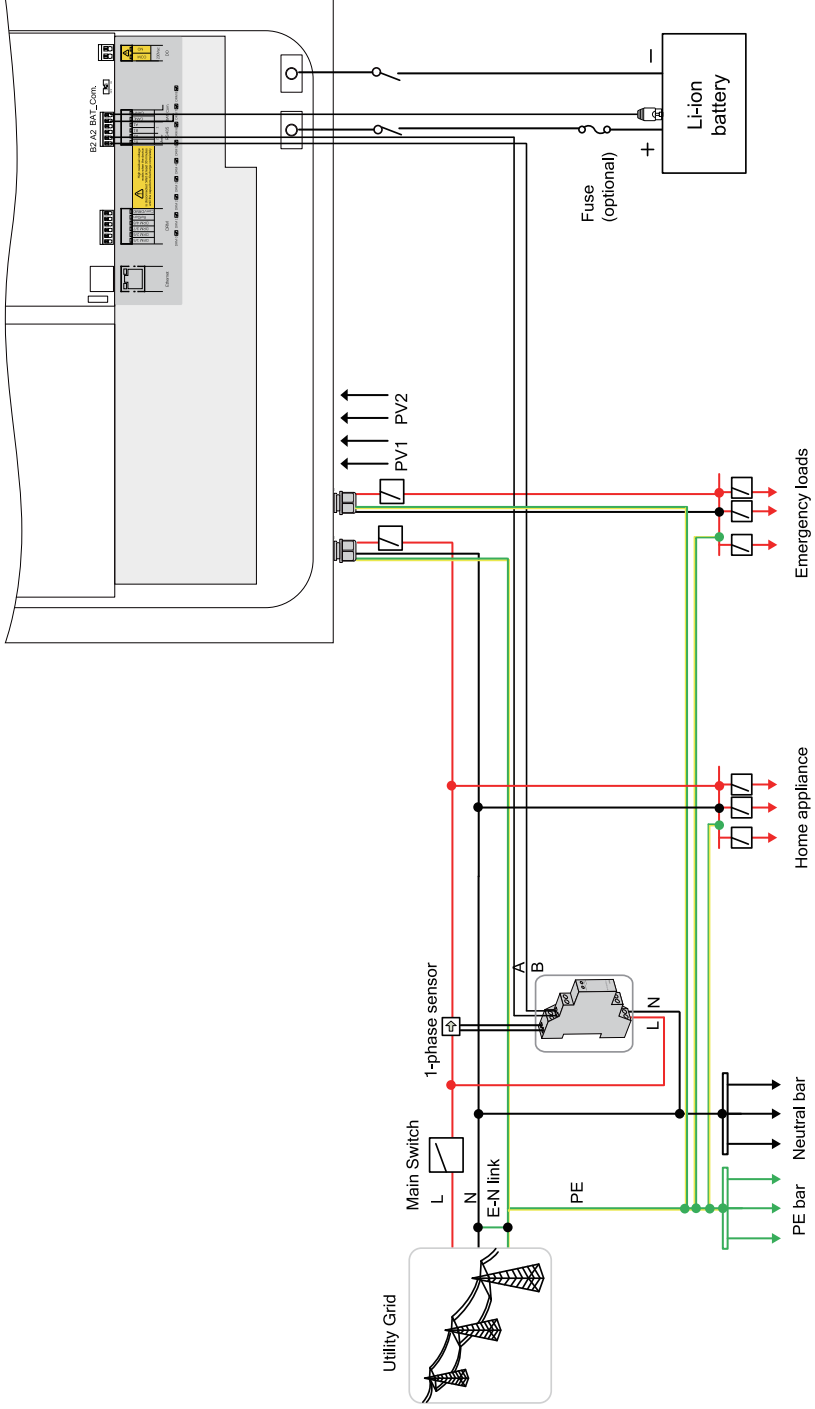 B2 A2 BAT_Com.
Li-ion
battery
+
−
Fuse
(optional)
PV1
PV2
Emergency loads
Home appliance
A
B
L
N
1-phase sensor
Main Switch
L
N
E-N link
PE
Neutral bar
PE bar
Utility Grid